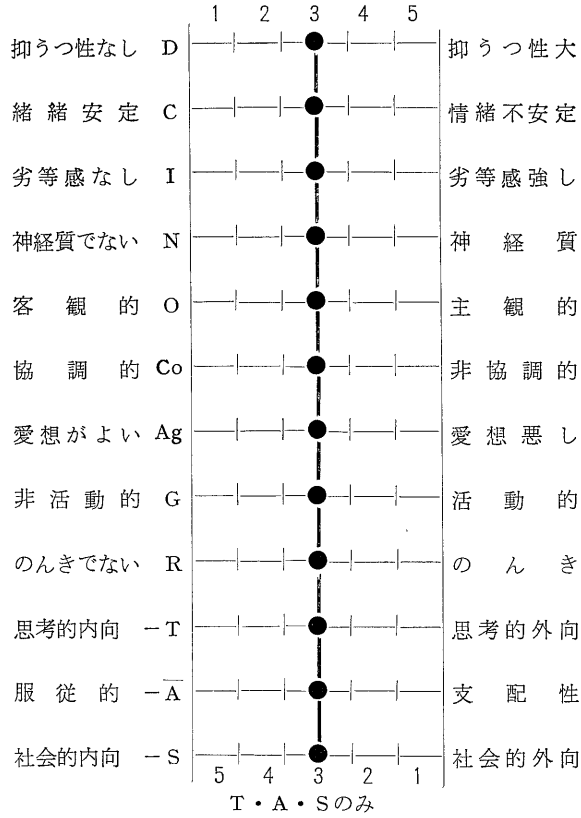 1 2 3 4 5
抑うつ性なし D 抑うつ性大
緒緒安定 C 情緒不安定
劣等感なし I 劣等感強し
神経質でない N 神経質
客観的 O 主観的
協調的 Co 非協調的
愛想がよい Ag 愛想悪し
非活動的 G 活動的
のんきでない R のんき
思考的内向 －T 思考的外向
服従的 －A 支配性
社会的内向 －S 社会的外向
5 4 3 2 1
T・A・Sのみ